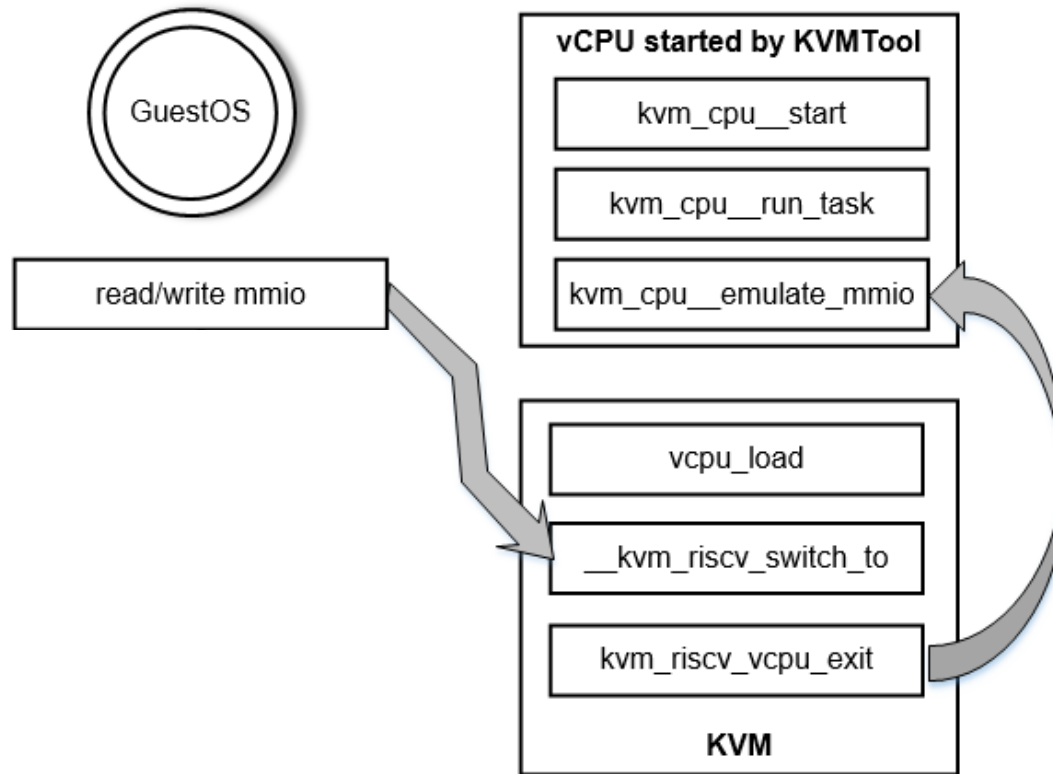 GuestOS
read/write mmio
vCPU started by KVMTool
kvm_cpu__start
kvm_cpu__run_task
kvm_cpu__emulate_mmio
vcpu_load
__kvm_riscv_switch_to
kvm_riscv_vcpu_exit
KVM